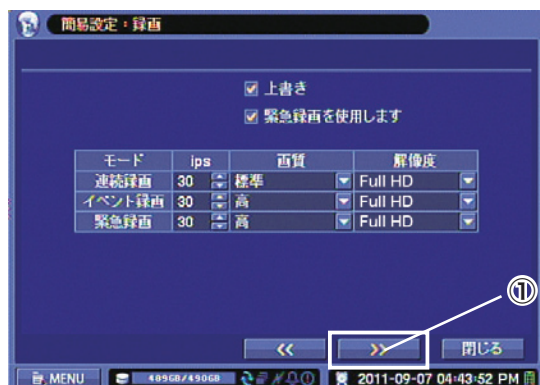 簡易設定：録画
上書き
緊急録画を使用します
モード ips 画質 解像度
連続録画 30 標準 Full HD
イベント録画 30 高 Full HD
緊急録画 30 高 Full HD
①
<< >> 閉じる
MENU 489GB/490GB 2011-09-07 04:43:52 PM